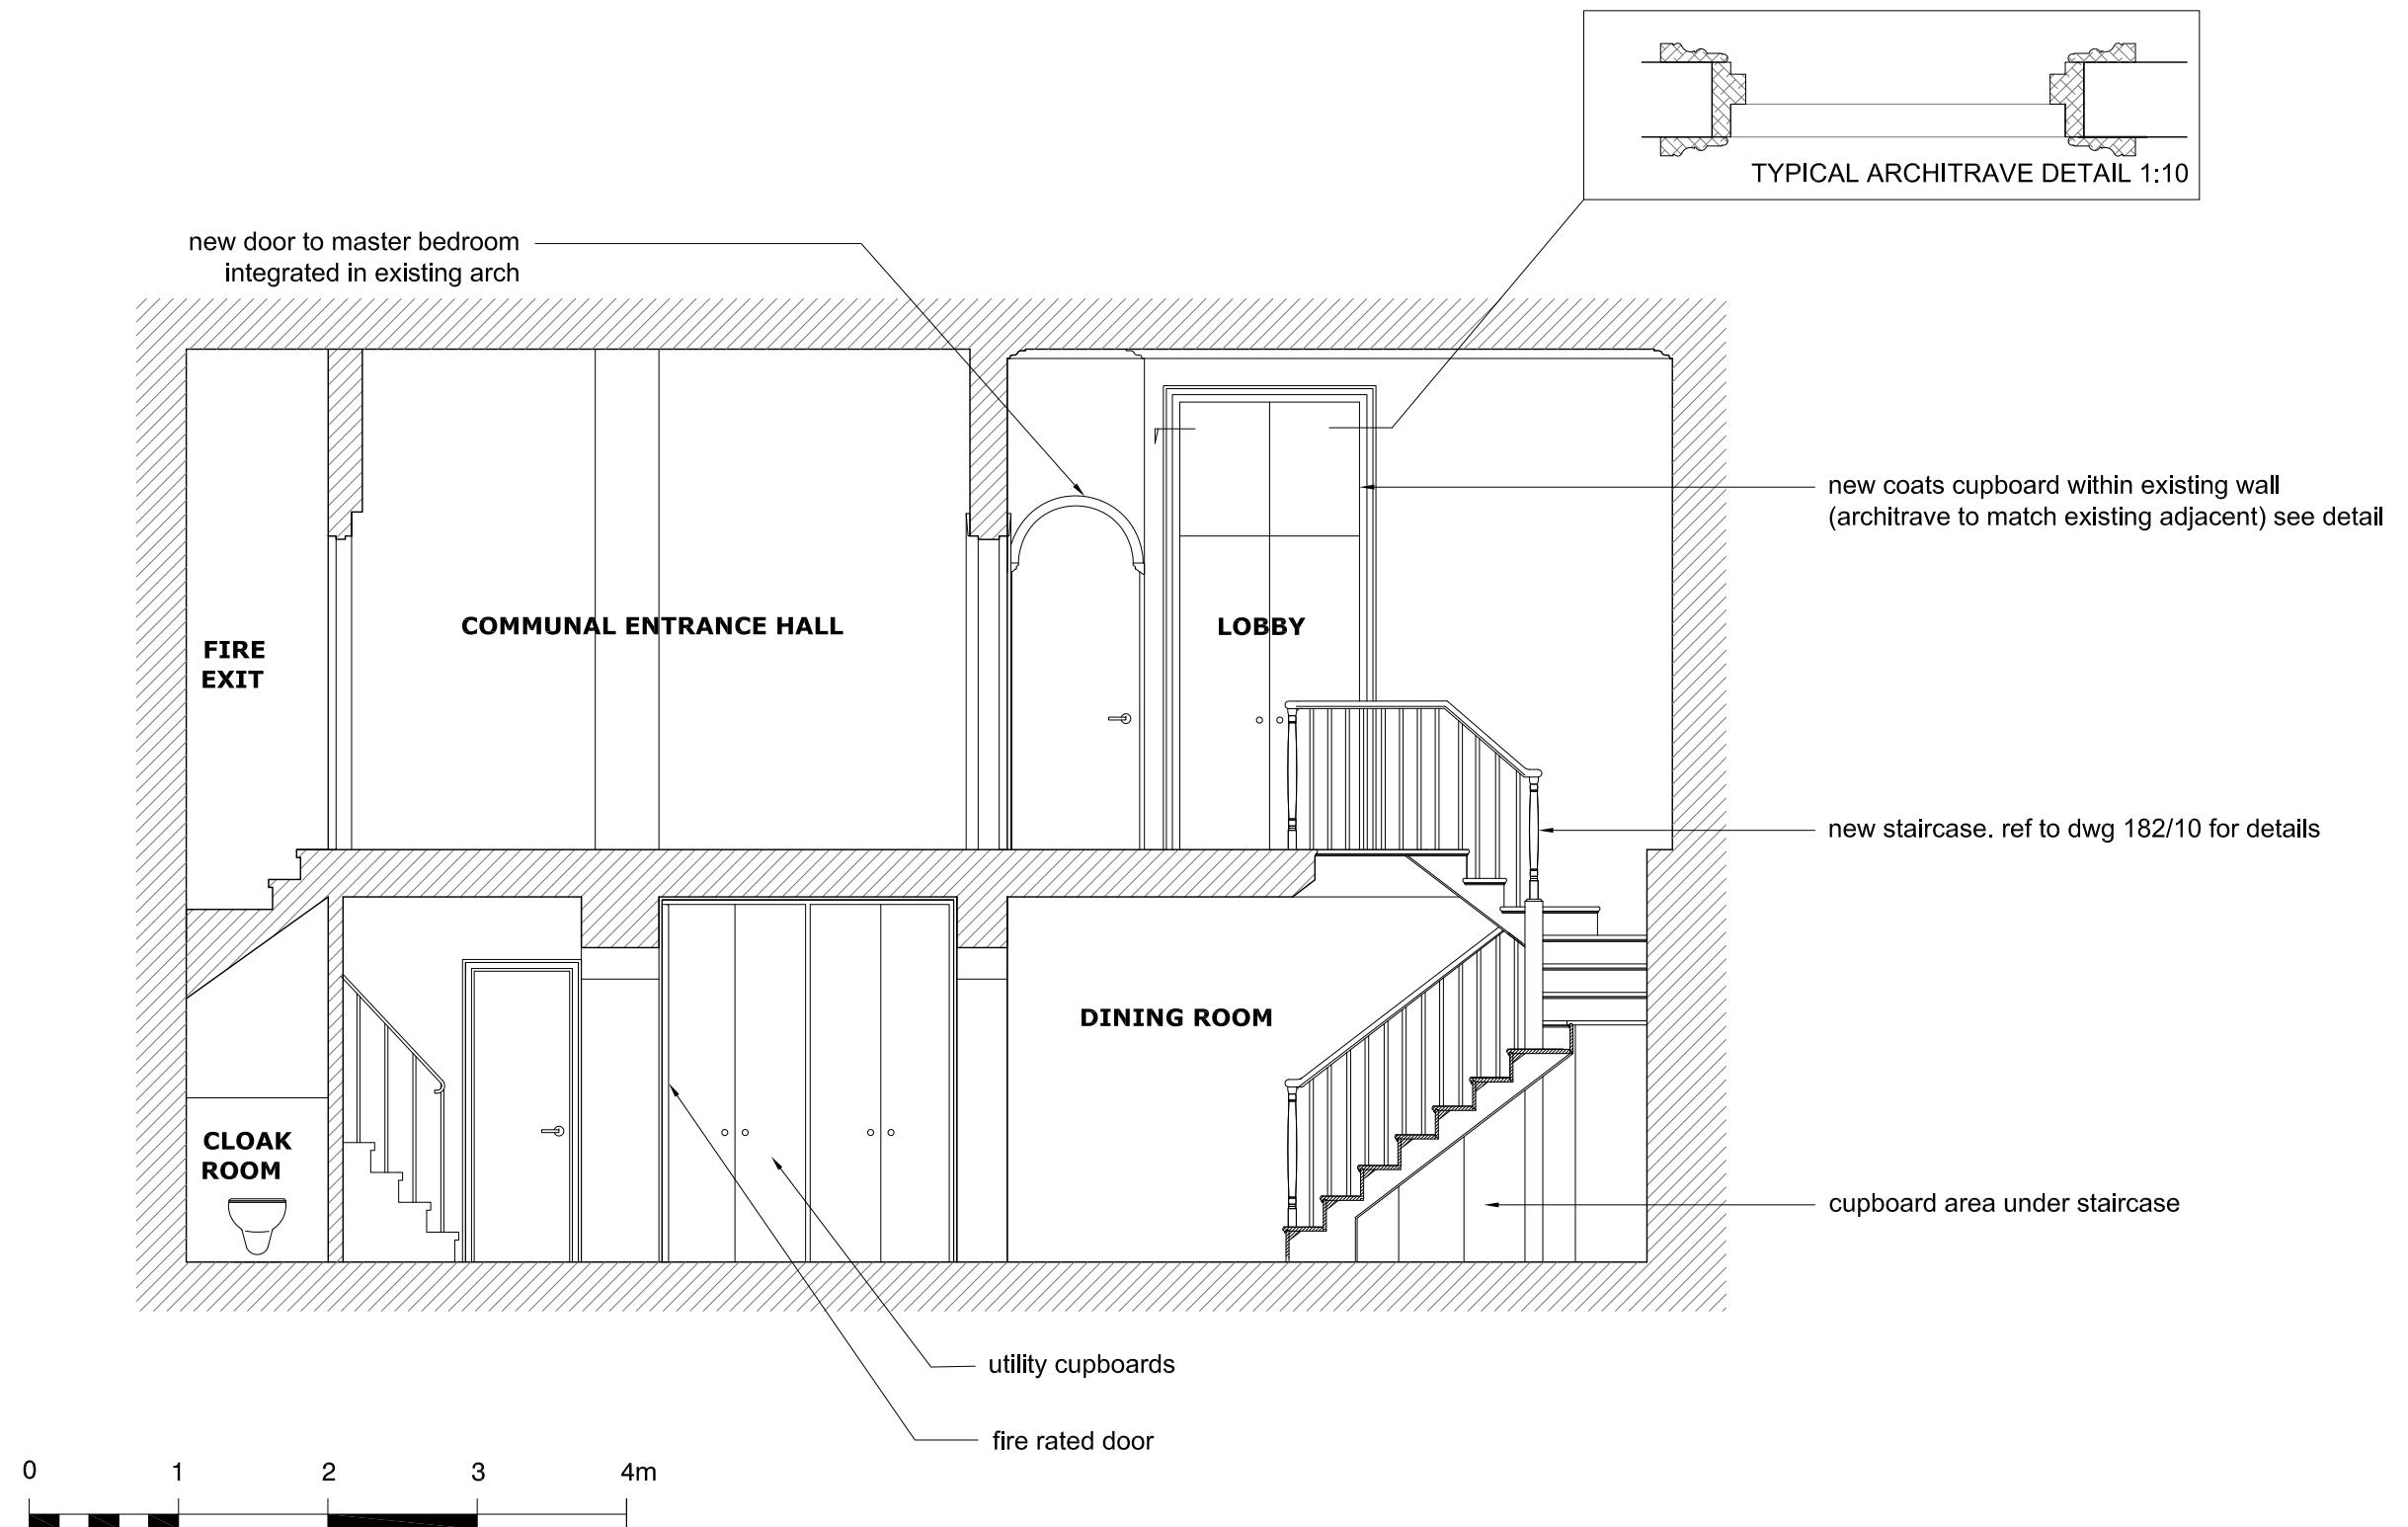 TYPICAL ARCHITRAVE DETAIL 1:10
new door to master bedroom
integrated in existing arch
new coats cupboard within existing wall
(architrave to match existing adjacent) see detail
COMMUNAL ENTRANCE HALL
LOBBY
FIRE
EXIT
new staircase. ref to dwg 182/10 for details
DINING ROOM
CLOAK
ROOM
cupboard area under staircase
utility cupboards
fire rated door
0 1 2 3 4m